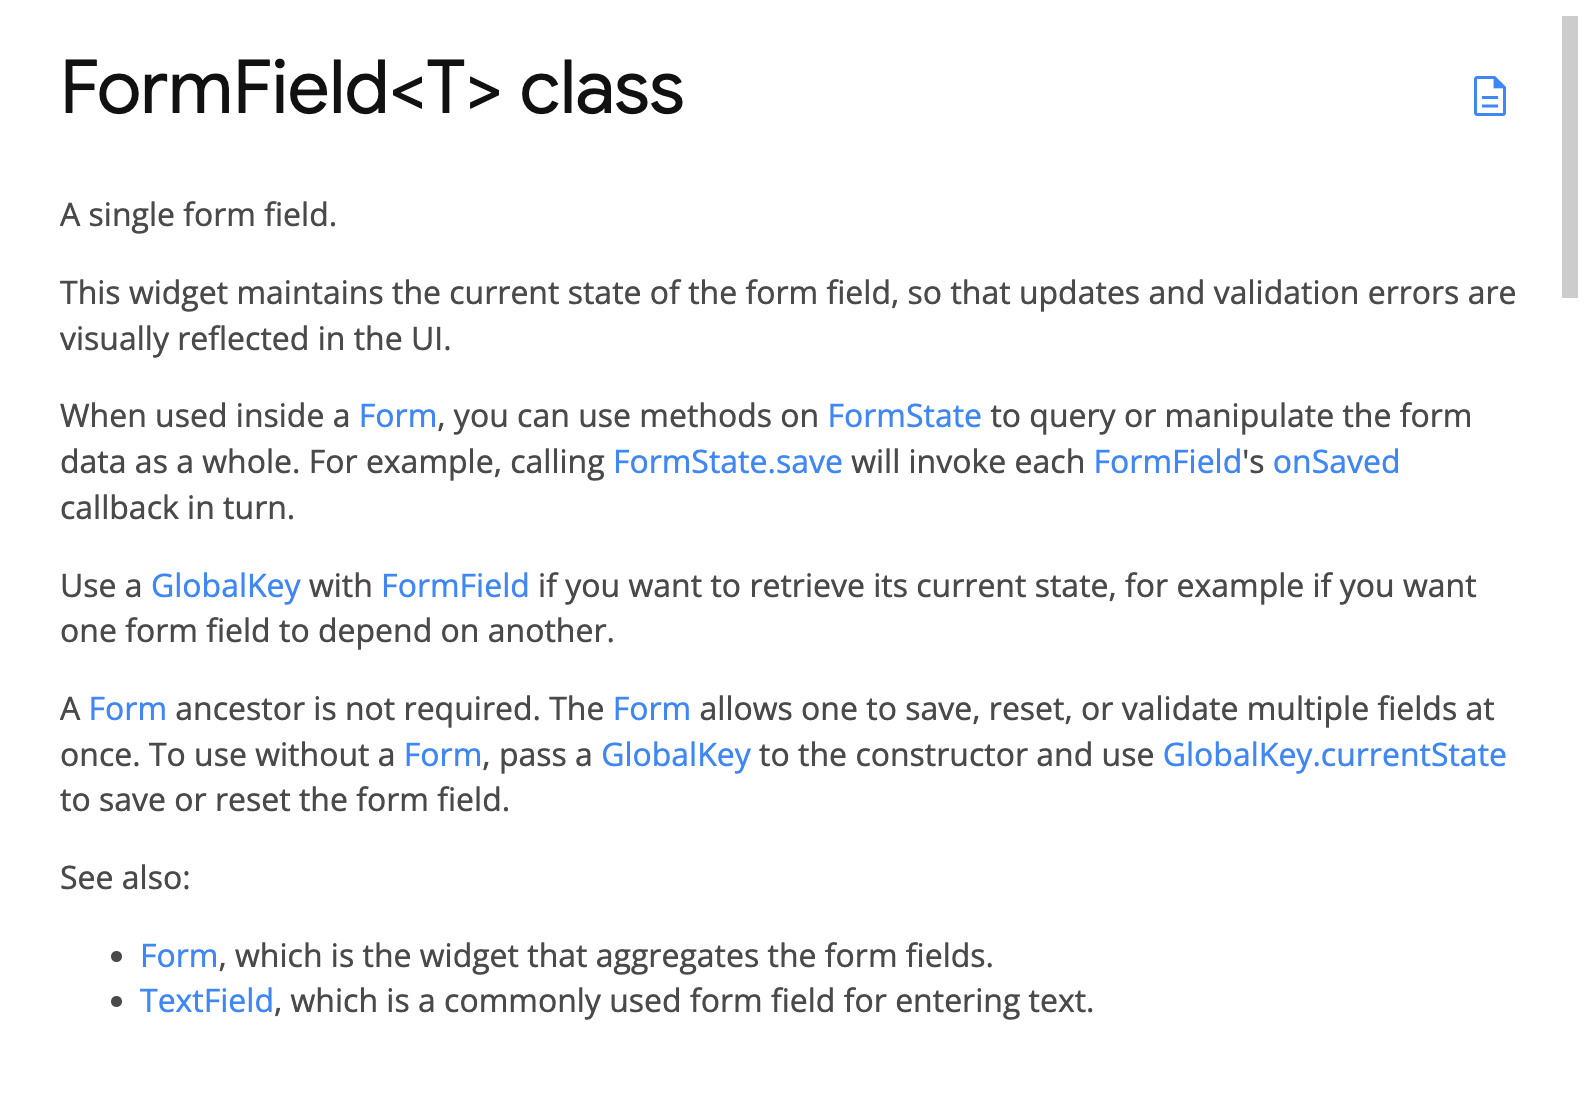 FormField<T> class
A single form field.
This widget maintains the current state of the form field, so that updates and validation errors are
visually reflected in the UI.
When used inside a Form, you can use methods on FormState to query or manipulate the form
data as a whole. For example, calling FormState.save will invoke each FormField's onSaved
callback in turn.
Use a GlobalKey with FormField if you want to retrieve its current state, for example if you want
one form field to depend on another.
A Form ancestor is not required. The Form allows one to save, reset, or validate multiple fields at
once. To use without a Form, pass a GlobalKey to the constructor and use GlobalKey.currentState
to save or reset the form field.
See also:
• Form, which is the widget that aggregates the form fields.
• TextField, which is a commonly used form field for entering text.